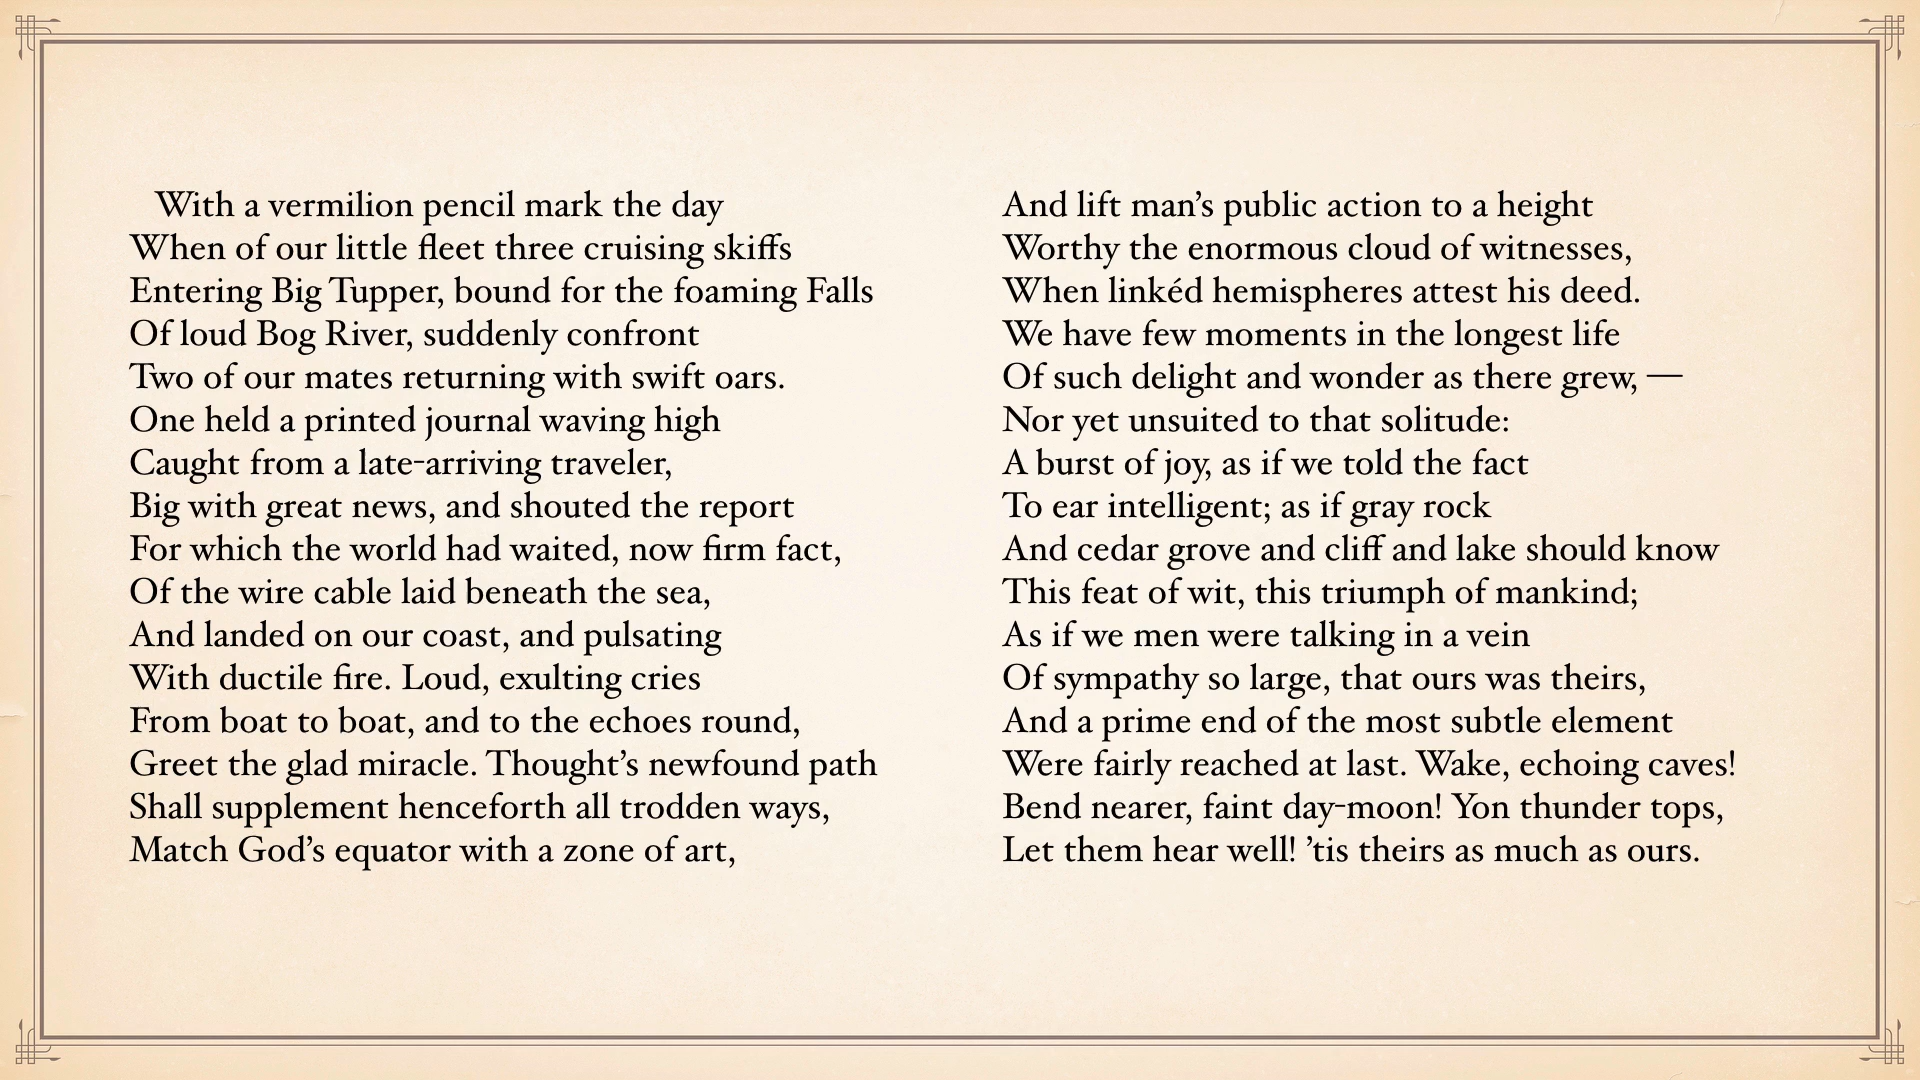 With a vermilion pencil mark the day
When of our little fleet three cruising skiffs
Entering Big Tupper, bound for the foaming Falls
Of loud Bog River, suddenly confront
Two of our mates returning with swift oars.
One held a printed journal waving high
Caught from a late-arriving traveler,
Big with great news, and shouted the report
For which the world had waited, now firm fact,
Of the wire cable laid beneath the sea,
And landed on our coast, and pulsating
With ductile fire. Loud, exulting cries
From boat to boat, and to the echoes round,
Greet the glad miracle. Thought’s newfound path
Shall supplement henceforth all trodden ways,
Match God’s equator with a zone of art,
And lift man’s public action to a height
Worthy the enormous cloud of witnesses,
When linkéd hemispheres attest his deed.
We have few moments in the longest life
Of such delight and wonder as there grew, —
Nor yet unsuited to that solitude:
A burst of joy, as if we told the fact
To ear intelligent; as if gray rock
And cedar grove and cliff and lake should know
This feat of wit, this triumph of mankind;
As if we men were talking in a vein
Of sympathy so large, that ours was theirs,
And a prime end of the most subtle element
Were fairly reached at last. Wake, echoing caves!
Bend nearer, faint day-moon! Yon thunder tops,
Let them hear well! ’tis theirs as much as ours.